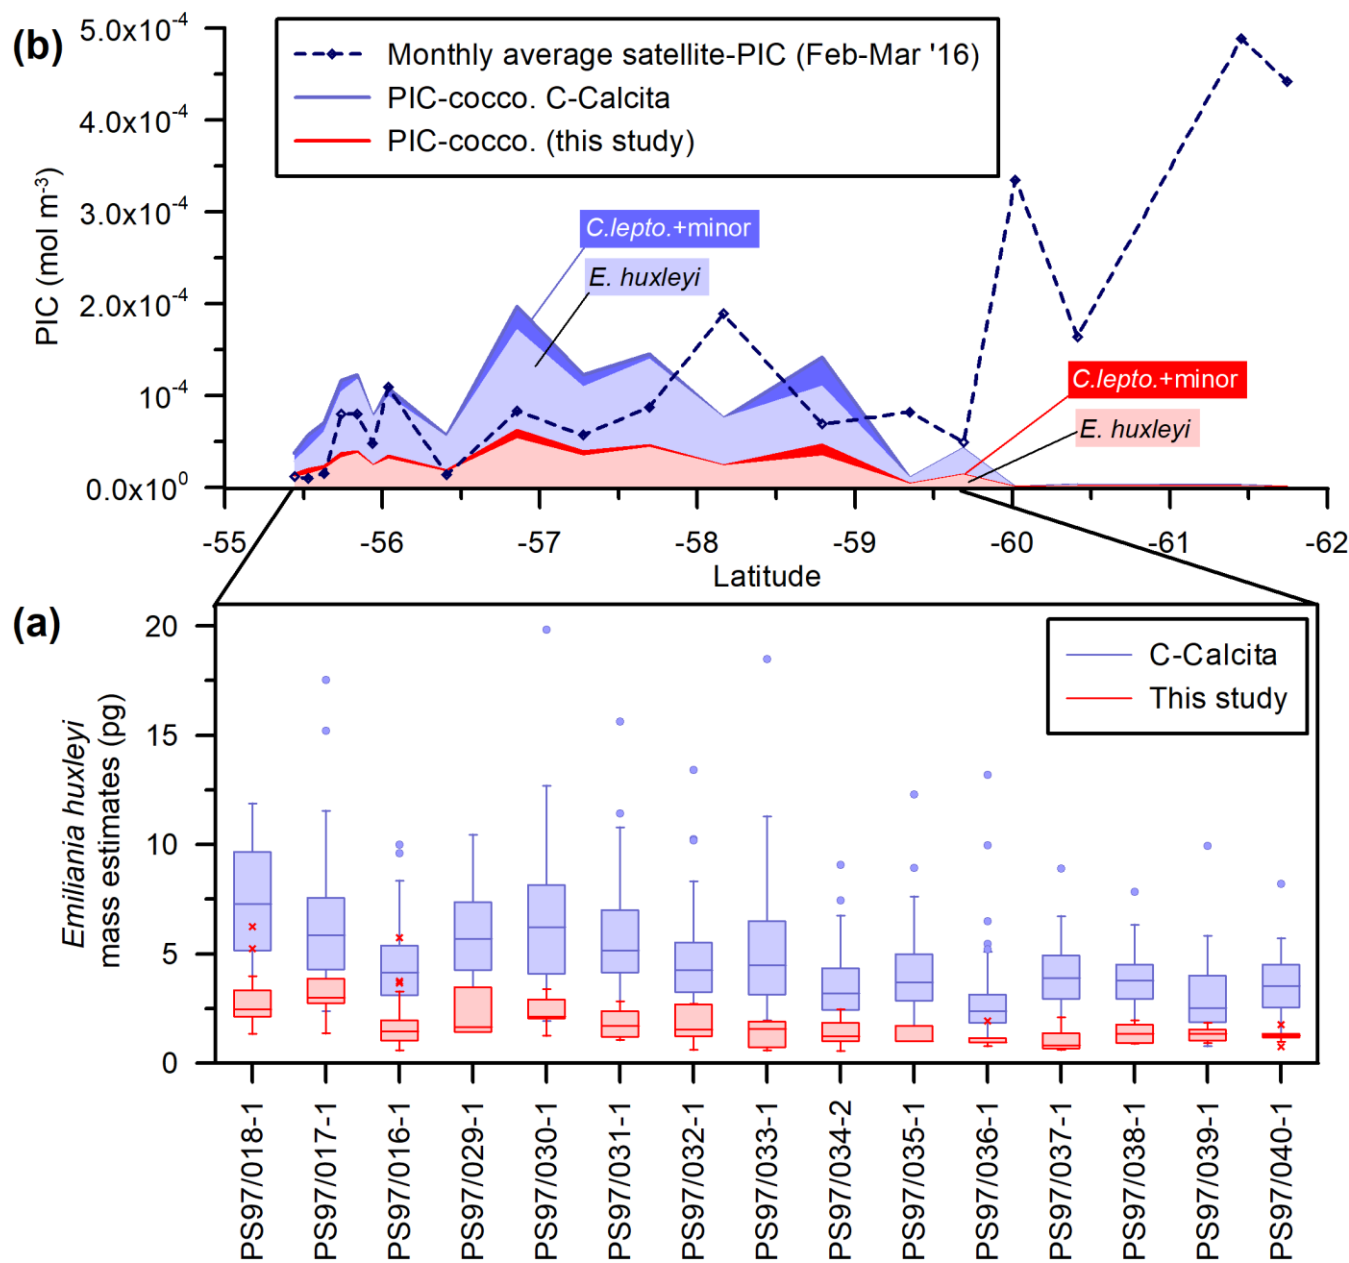 (b)
5.0x10⁻⁴
4.0x10⁻⁴
3.0x10⁻⁴
2.0x10⁻⁴
10⁻⁴
0.0x10⁰
PIC (mol m⁻³)
Monthly average satellite-PIC (Feb-Mar '16)
PIC-cocco. C-Calcita
PIC-cocco. (this study)
C.lepto.+minor
E. huxleyi
C.lepto.+minor
E. huxleyi
-55 -56 -57 -58 -59 -60 -61 -62
Latitude
(a)
20
15
10
5
0
Emiliania huxleyi
mass estimates (pg)
C-Calcita
This study
PS97/018-1
PS97/017-1
PS97/016-1
PS97/029-1
PS97/030-1
PS97/031-1
PS97/032-1
PS97/033-1
PS97/034-2
PS97/035-1
PS97/036-1
PS97/037-1
PS97/038-1
PS97/039-1
PS97/040-1